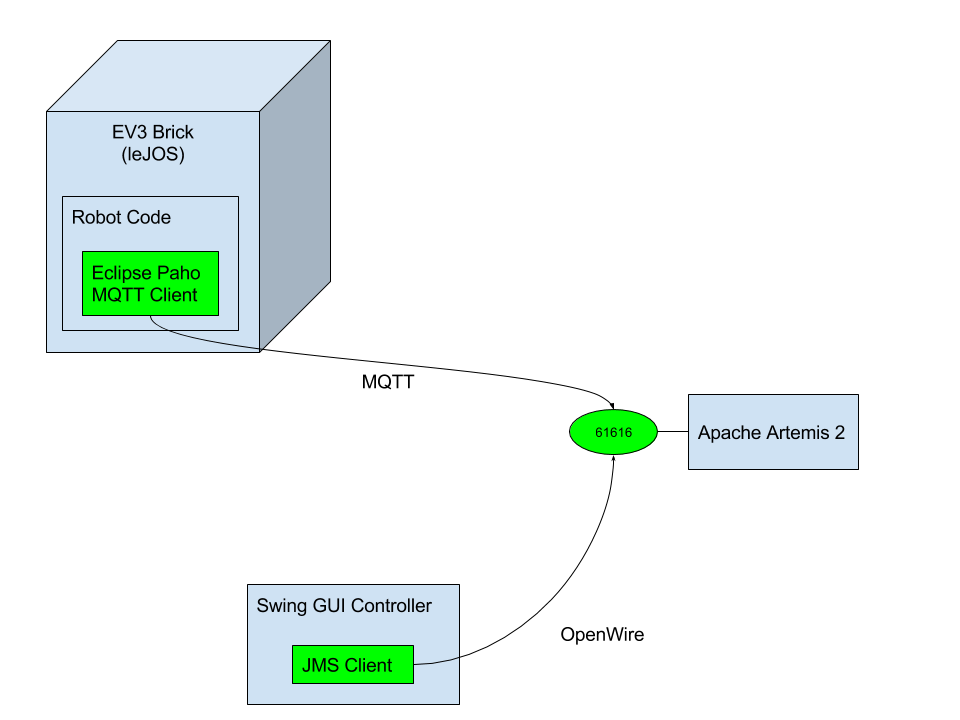 EV3 Brick
(leJOS)
Robot Code
Eclipse Paho
MQTT Client
MQTT
61616
Apache Artemis 2
Swing GUI Controller
JMS Client
OpenWire